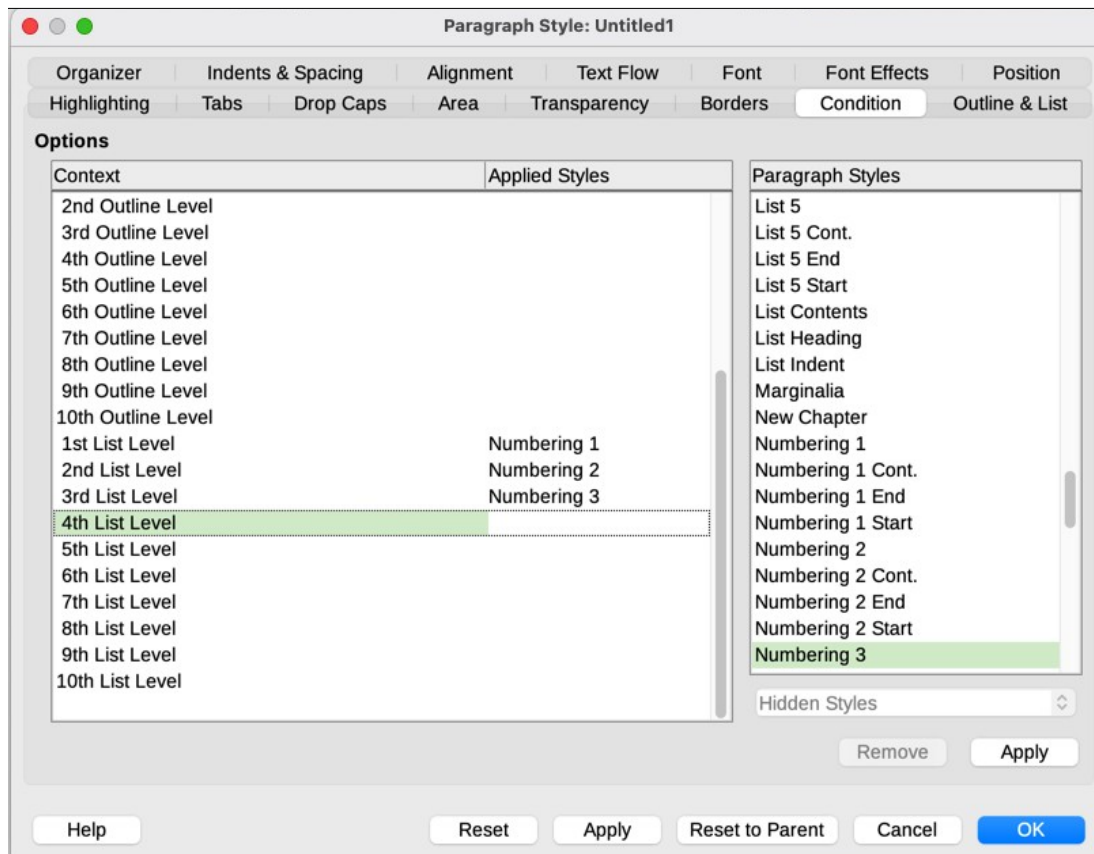 Paragraph Style: Untitled1
Organizer Indents & Spacing Alignment Text Flow Font Font Effects Position
Highlighting Tabs Drop Caps Area Transparency Borders Condition Outline & List
Options
Context Applied Styles
2nd Outline Level
3rd Outline Level
4th Outline Level
5th Outline Level
6th Outline Level
7th Outline Level
8th Outline Level
9th Outline Level
10th Outline Level
1st List Level Numbering 1
2nd List Level Numbering 2
3rd List Level Numbering 3
4th List Level
5th List Level
6th List Level
7th List Level
8th List Level
9th List Level
10th List Level
Paragraph Styles
List 5
List 5 Cont.
List 5 End
List 5 Start
List Contents
List Heading
List Indent
Marginalia
New Chapter
Numbering 1
Numbering 1 Cont.
Numbering 1 End
Numbering 1 Start
Numbering 2
Numbering 2 Cont.
Numbering 2 End
Numbering 2 Start
Numbering 3
Hidden Styles
Remove Apply
Help Reset Apply Reset to Parent Cancel OK